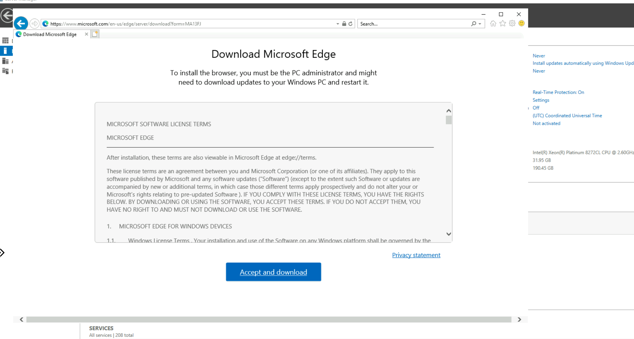 https://www.microsoft.com/en-us/edge/server/download?form=MA13RI
Search...
Download Microsoft Edge
Download Microsoft Edge
To install the browser, you must be the PC administrator and might
need to download updates to your Windows PC and restart it.
MICROSOFT SOFTWARE LICENSE TERMS
MICROSOFT EDGE
After installation, these terms are also viewable in Microsoft Edge at edge://terms.
These license terms are an agreement between you and Microsoft Corporation (or one of its affiliates). They apply to this
software published by Microsoft and any software updates ("Software") (except to the extent such Software or updates are
accompanied by new or additional terms, in which case those different terms apply prospectively and do not alter your or
Microsoft's rights relating to pre-updated Software ). IF YOU COMPLY WITH THESE LICENSE TERMS, YOU HAVE THE RIGHTS
BELOW. BY DOWNLOADING OR USING THE SOFTWARE, YOU ACCEPT THESE TERMS. IF YOU DO NOT ACCEPT THEM, YOU
HAVE NO RIGHT TO AND MUST NOT DOWNLOAD OR USE THE SOFTWARE.
1. MICROSOFT EDGE FOR WINDOWS DEVICES
1.1. Windows License Terms. Your installation and use of the Software on any Windows platform shall be governed by the
Privacy statement
Accept and download
Never
Install updates automatically using Windows Upd
Never
Real-Time Protection: On
Settings
Off
(UTC) Coordinated Universal Time
Not activated
Intel(R) Xeon(R) Platinum 8272CL CPU @ 2.60GHz
31.95 GB
190.45 GB
SERVICES
All services | 208 total